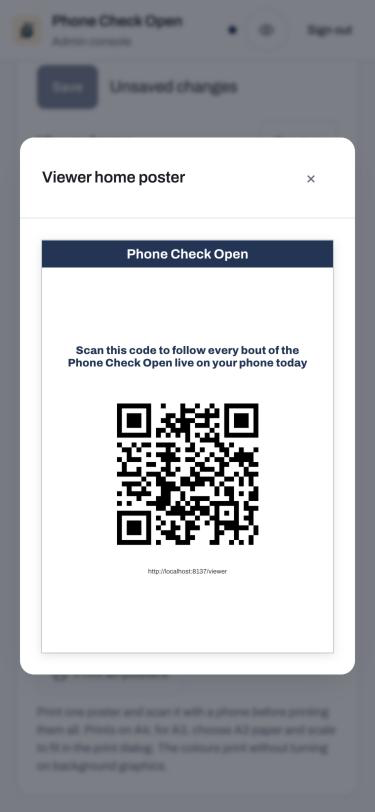 Phone Check Open
Admin console
Sign out
Save
Unsaved changes
Viewer home poster
×
Phone Check Open
Scan this code to follow every bout of the
Phone Check Open live on your phone today
http://localhost:8137/viewer
Print one poster and scan it with a phone before printing
them all. Prints on A4; for A3, choose A3 paper and scale
to fit in the print dialog. The colours print without turning
on background graphics.